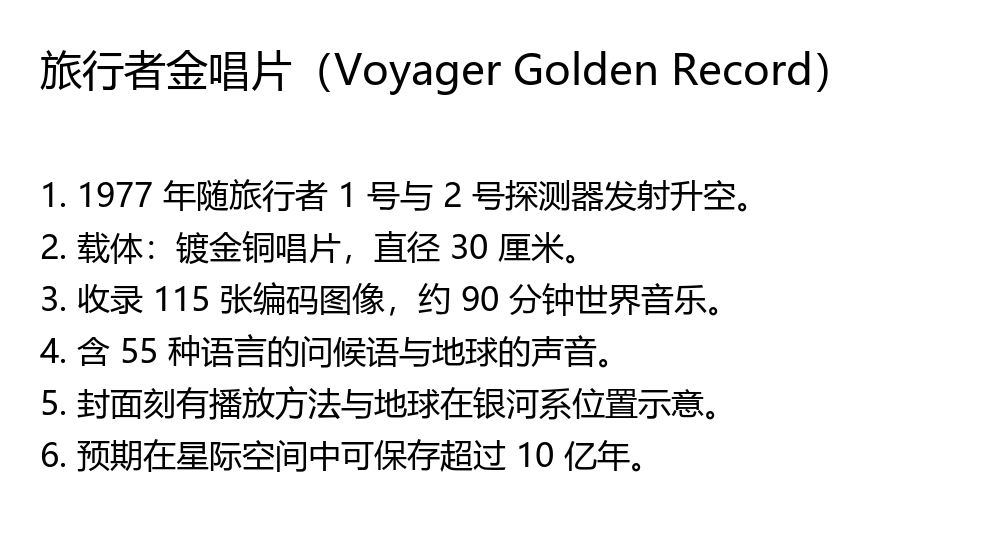 旅行者金唱片（Voyager Golden Record）
1. 1977 年随旅行者 1 号与 2 号探测器发射升空。
2. 载体：镀金铜唱片，直径 30 厘米。
3. 收录 115 张编码图像，约 90 分钟世界音乐。
4. 含 55 种语言的问候语与地球的声音。
5. 封面刻有播放方法与地球在银河系位置示意。
6. 预期在星际空间中可保存超过 10 亿年。